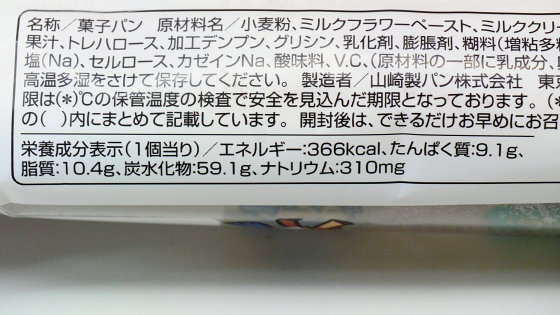 名称／菓子パン　原材料名／小麦粉、ミルクフラワーペースト、ミルククリー
果汁、トレハロース、加工デンプン、グリシン、乳化剤、膨脹剤、糊料(増粘多糖
塩(Na)、セルロース、カゼインNa、酸味料、V.C、(原材料の一部に乳成分、
高温多湿をさけて保存してください。 製造者／山崎製パン株式会社　東京
限は(*)℃の保管温度の検査で安全を見込んだ期限となっております。
の(　)内にまとめて記載しています。 開封後は、できるだけお早めにお召
栄養成分表示(1個当り)／エネルギー:366kcal、たんぱく質:9.1g、
脂質:10.4g、炭水化物:59.1g、ナトリウム:310mg